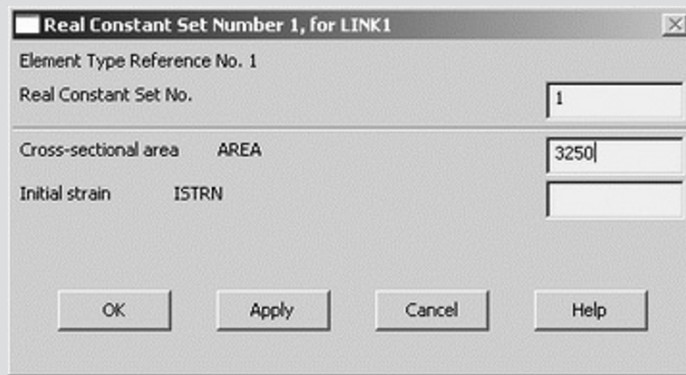 Real Constant Set Number 1, for LINK1
Element Type Reference No. 1
Real Constant Set No. 1
Cross-sectional area AREA 3250
Initial strain ISTRN
OK Apply Cancel Help